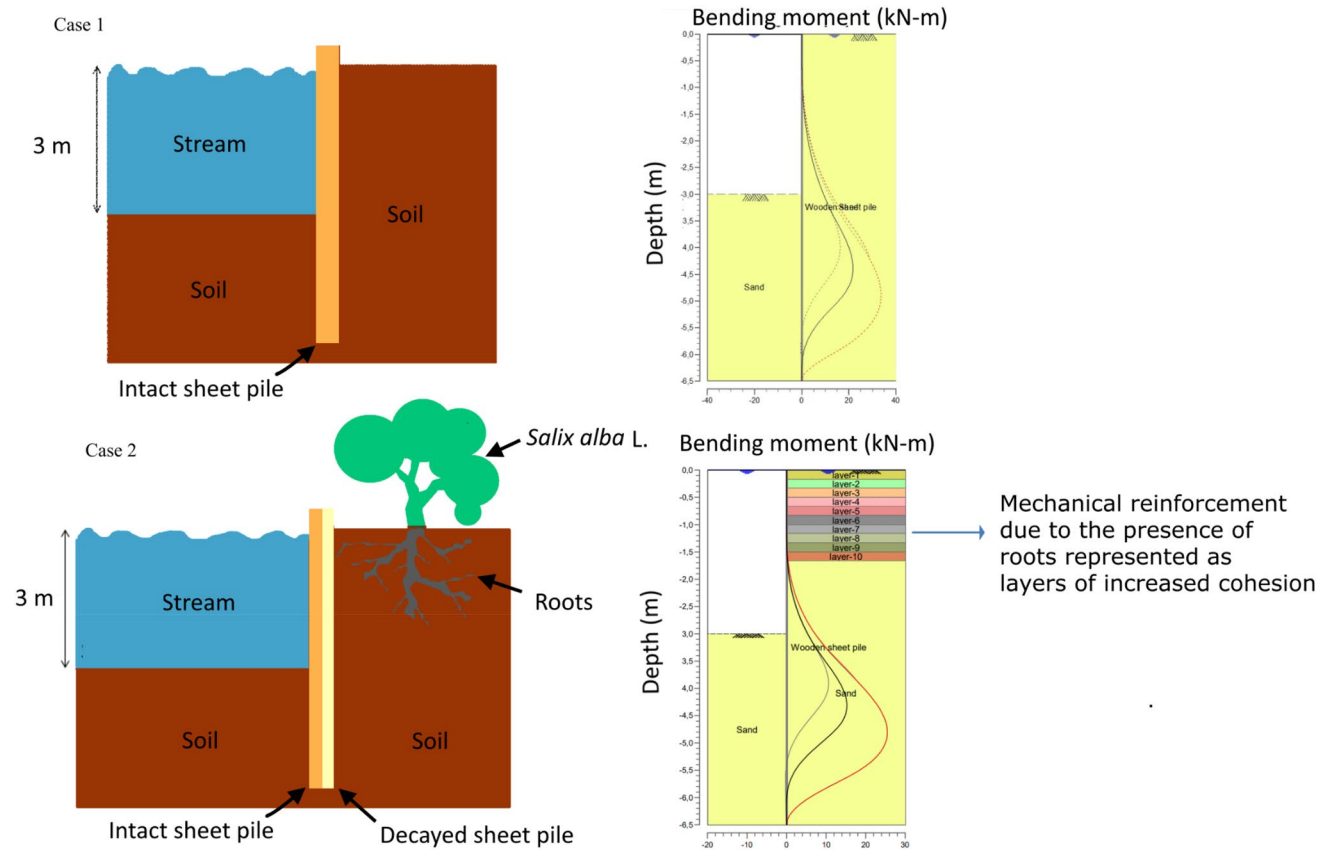 Case 1
3 m
Stream
Soil
Soil
Intact sheet pile
Bending moment (kN-m)
Depth (m)
0,0
-0,5
-1,0
-1,5
-2,0
-2,5
-3,0
-3,5
-4,0
-4,5
-5,0
-5,5
-6,0
-6,5
Wooden sheet pile
Sand
-40
-20
0
20
40
Case 2
Salix alba L.
3 m
Stream
Roots
Soil
Soil
Intact sheet pile
Decayed sheet pile
Bending moment (kN-m)
Depth (m)
0,0
-0,5
-1,0
-1,5
-2,0
-2,5
-3,0
-3,5
-4,0
-4,5
-5,0
-5,5
-6,0
-6,5
layer-1
layer-2
layer-3
layer-4
layer-5
layer-6
layer-7
layer-8
layer-9
layer-10
Wooden sheet pile
Sand
Sand
-20
-10
0
10
20
30
Mechanical reinforcement
due to the presence of
roots represented as
layers of increased cohesion